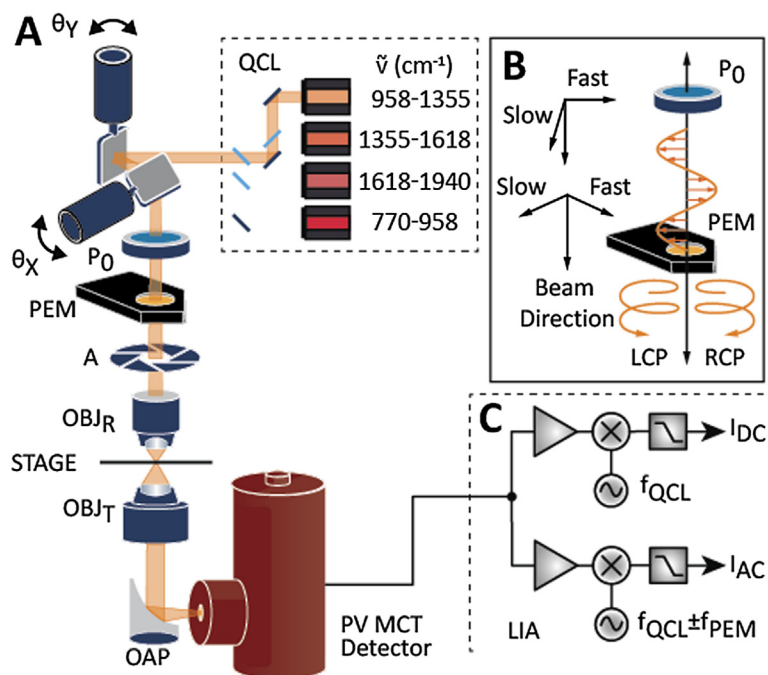 A
θY
QCL
ṽ (cm-1)
958-1355
1355-1618
1618-1940
770-958
θX
P0
PEM
A
OBJR
STAGE
OBJT
OAP
PV MCT
Detector
B
P0
Fast
Slow
Slow
Fast
PEM
Beam
Direction
LCP
RCP
C
IDC
fQCL
IAC
fQCL±fPEM
LIA